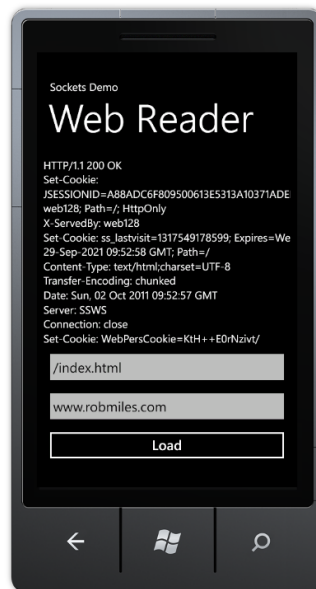 Sockets Demo
Web Reader
HTTP/1.1 200 OK
Set-Cookie:
JSESSIONID=A88ADC6F809500613E5313A10371ADE
web128; Path=/; HttpOnly
X-ServedBy: web128
Set-Cookie: ss_lastvisit=1317549178599; Expires=We
29-Sep-2021 09:52:58 GMT; Path=/
Content-Type: text/html;charset=UTF-8
Transfer-Encoding: chunked
Date: Sun, 02 Oct 2011 09:52:57 GMT
Server: SSWS
Connection: close
Set-Cookie: WebPersCookie=KtH++E0rNzivt/
/index.html
www.robmiles.com
Load